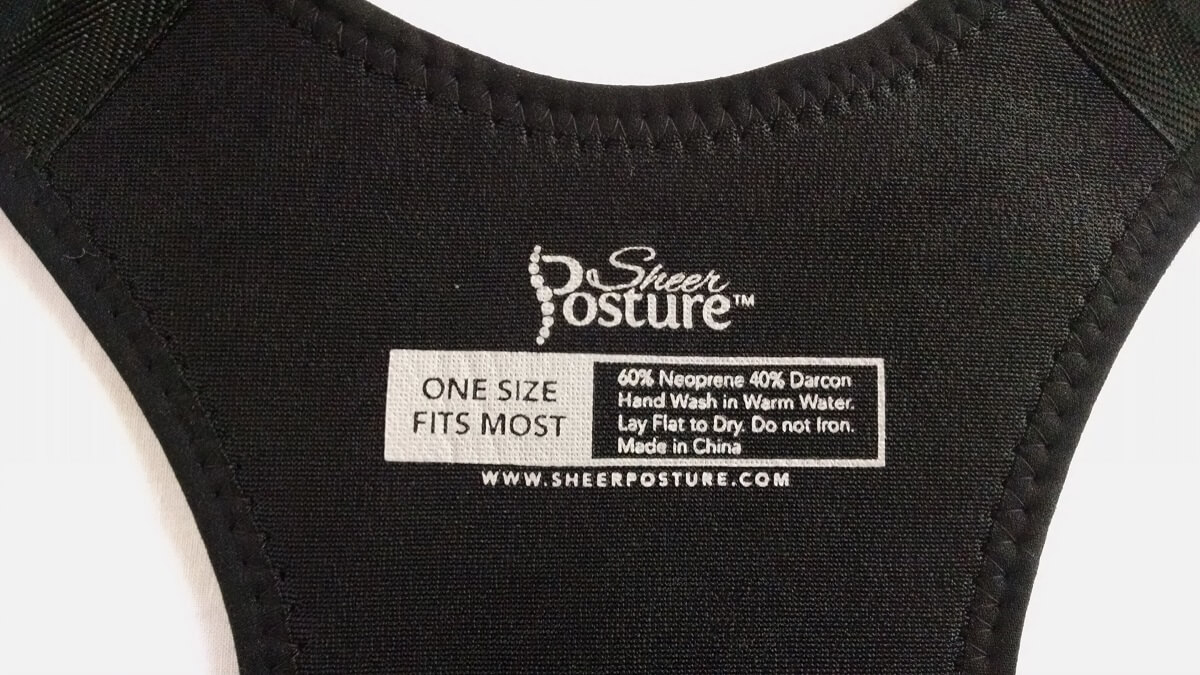 Sheer
Posture™
ONE SIZE
FITS MOST
60% Neoprene 40% Darcon
Hand Wash in Warm Water.
Lay Flat to Dry. Do not Iron.
Made in China
WWW.SHEERPOSTURE.COM